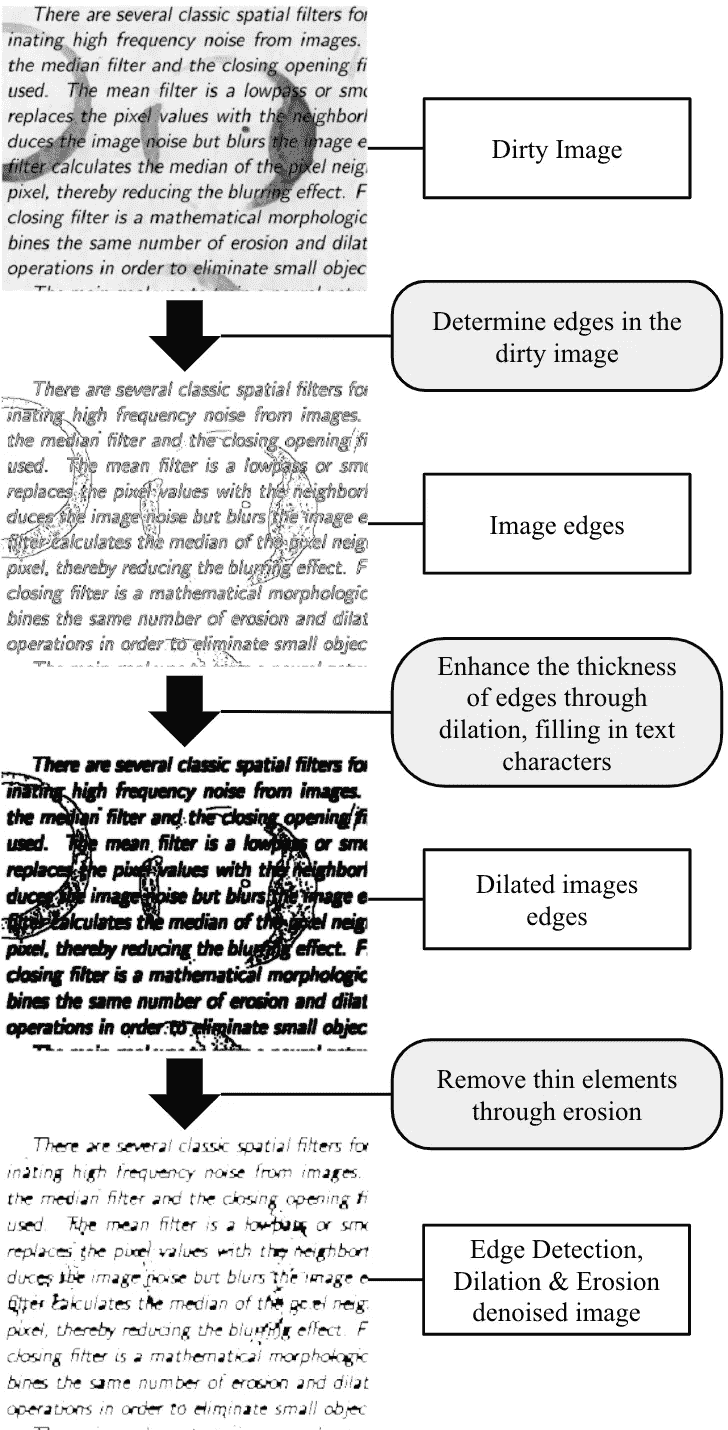 There are several classic spatial filters for
inating high frequency noise from images.
the median filter and the closing opening fi
used. The mean filter is a lowpass or smo
replaces the pixel values with the neighborh
duces the image noise but blurs the image e
filter calculates the median of the pixel neig
pixel, thereby reducing the blurring effect. F
closing filter is a mathematical morphologic
bines the same number of erosion and dilat
operations in order to eliminate small objec
Dirty Image
Determine edges in the
dirty image
There are several classic spatial filters for
inating high frequency noise from images.
the median filter and the closing opening fi
used. The mean filter is a lowpass or smo
replaces the pixel values with the neighborh
duces the image noise but blurs the image e
filter calculates the median of the pixel neig
pixel, thereby reducing the blurring effect. F
closing filter is a mathematical morphologic
bines the same number of erosion and dilat
operations in order to eliminate small objec
Image edges
Enhance the thickness
of edges through
dilation, filling in text
characters
There are several classic spatial filters for
inating high frequency noise from images.
the median filter and the closing opening fi
used. The mean filter is a lowpass or smo
replaces the pixel values with the neighborh
duces the image noise but blurs the image e
filter calculates the median of the pixel neig
pixel, thereby reducing the blurring effect. F
closing filter is a mathematical morphologic
bines the same number of erosion and dilat
operations in order to eliminate small objec
Dilated images
edges
Remove thin elements
through erosion
There are several classic spatial filters for
inating high frequency noise from images.
the median filter and the closing opening fi
used. The mean filter is a lowpass or smo
replaces the pixel values with the neighborh
duces the image noise but blurs the image e
filter calculates the median of the pixel neig
pixel, thereby reducing the blurring effect. F
closing filter is a mathematical morphologic
bines the same number of erosion and dilat
operations in order to eliminate small objec
Edge Detection,
Dilation & Erosion
denoised image